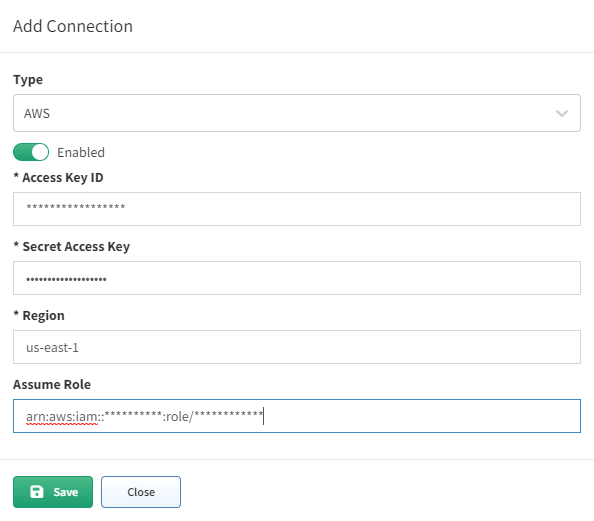 Add Connection
Type
AWS
Enabled
* Access Key ID
*****************
* Secret Access Key
•••••••••••••••••••
* Region
us-east-1
Assume Role
arn:aws:iam::**********:role/************
Save
Close